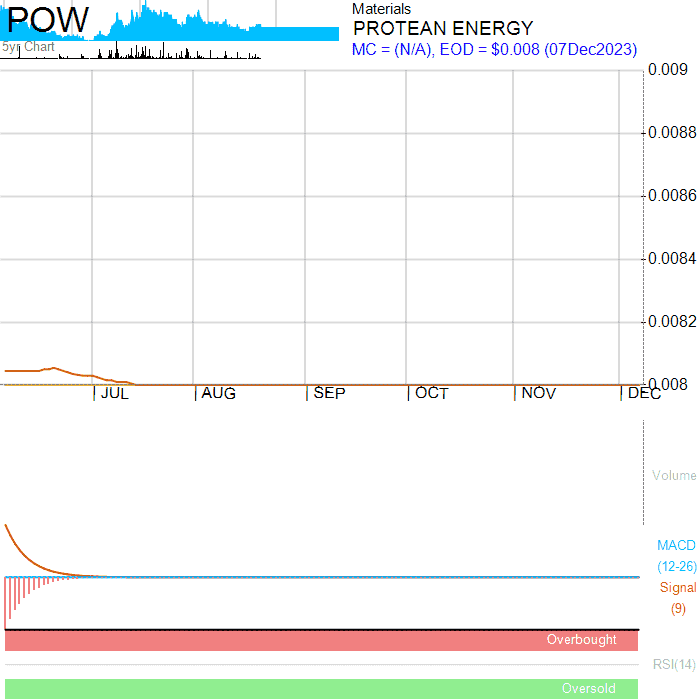 POW
5yr Chart
Materials
PROTEAN ENERGY
MC = (N/A), EOD = $0.008 (07Dec2023)
0.009
0.0088
0.0086
0.0084
0.0082
0.008
JUL AUG SEP OCT NOV DEC
Volume
MACD
(12-26)
Signal
(9)
Overbought
RSI(14)
Oversold